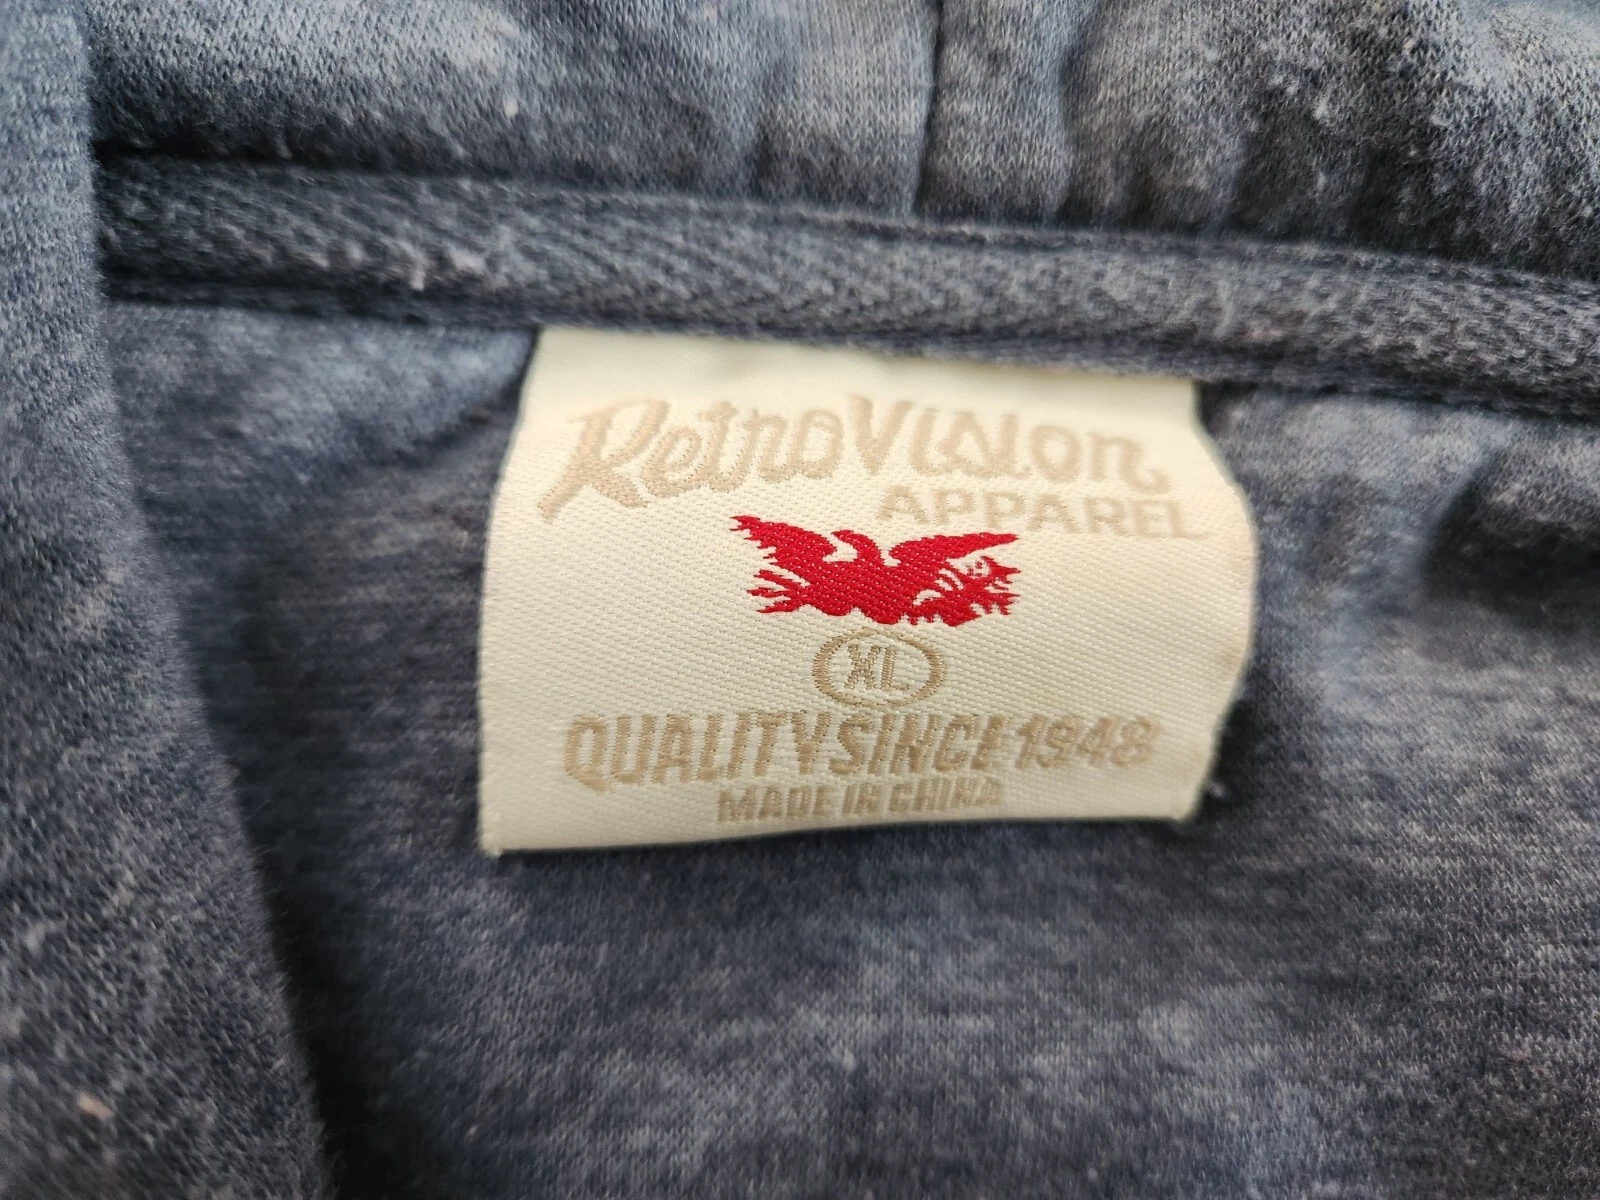 RetroVision
APPAREL
XL
QUALITY SINCE 1948
MADE IN CHINA